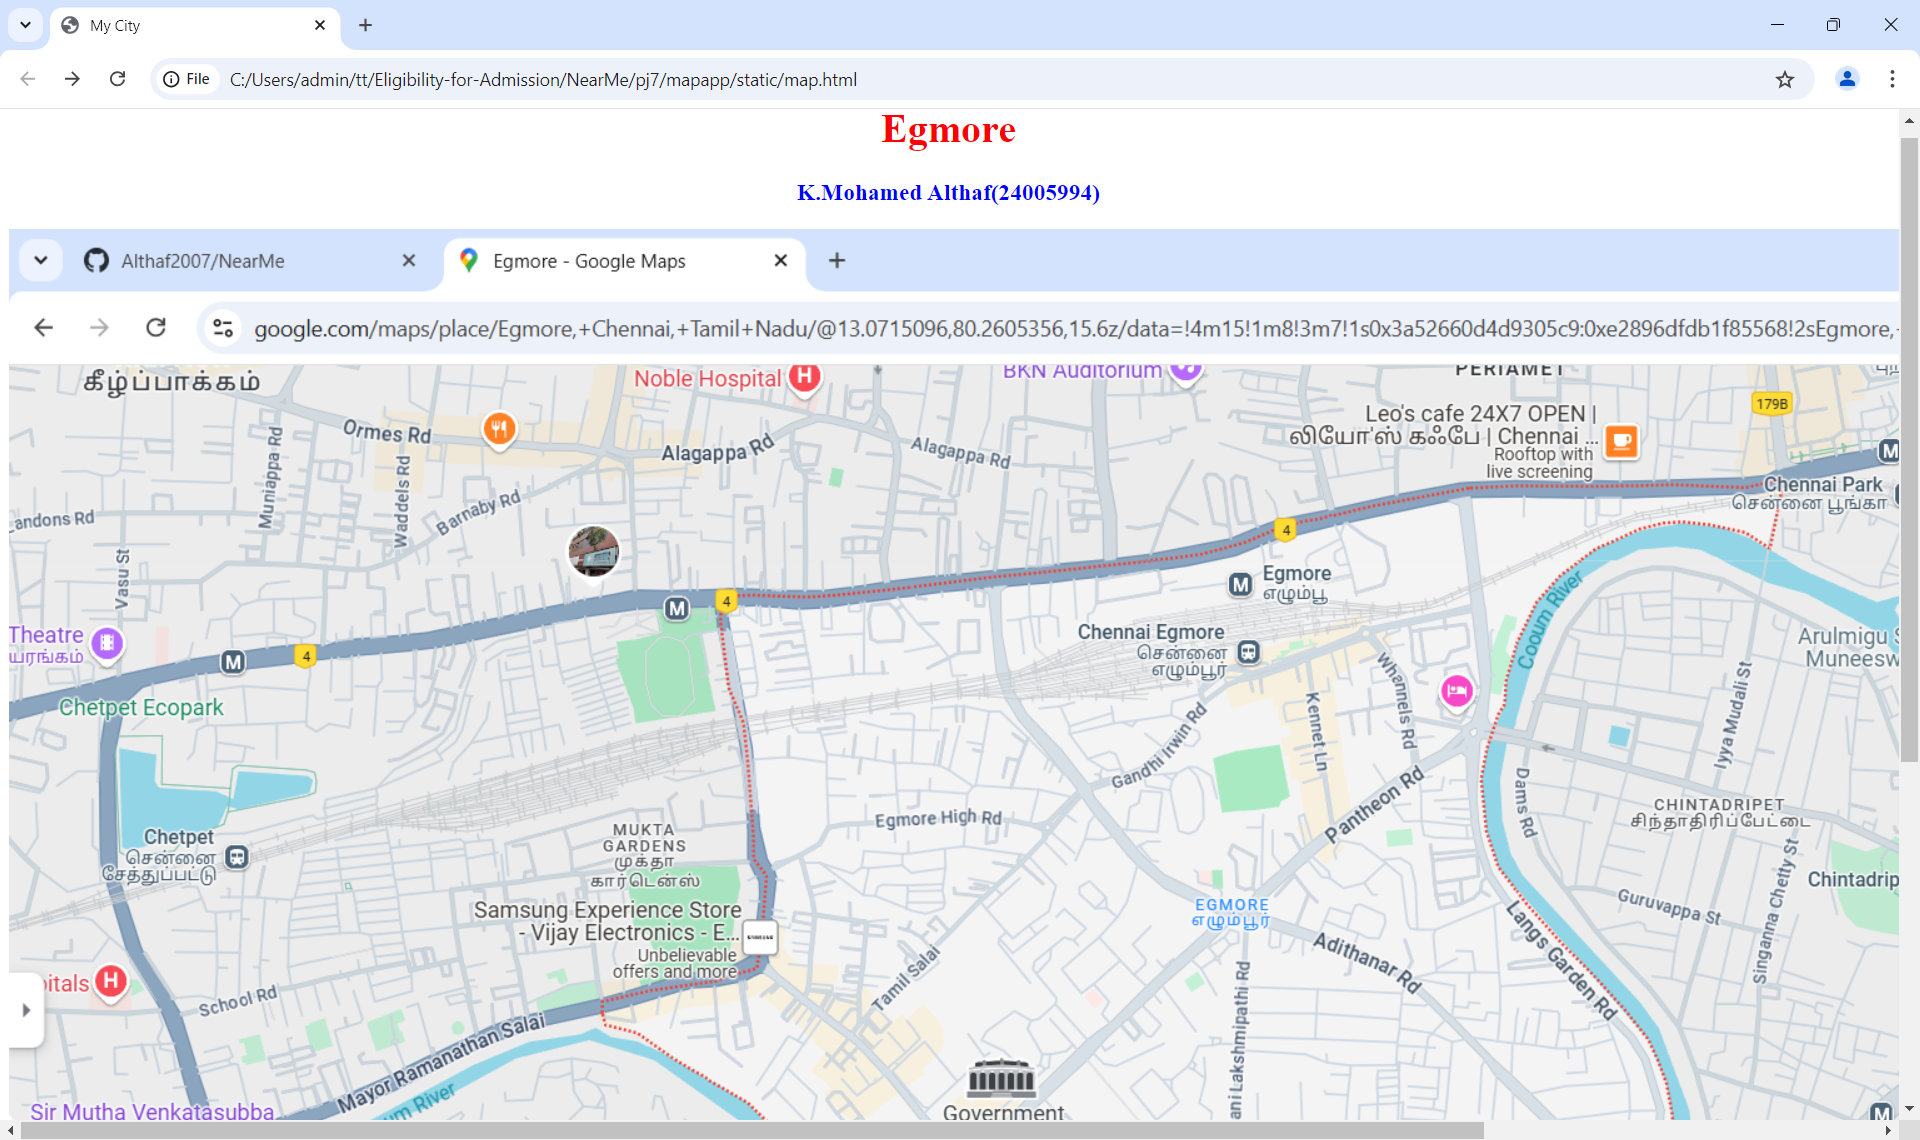 My City
File
C:/Users/admin/tt/Eligibility-for-Admission/NearMe/pj7/mapapp/static/map.html
Egmore
K.Mohamed Althaf(24005994)
Althaf2007/NearMe
Egmore - Google Maps
google.com/maps/place/Egmore,+Chennai,+Tamil+Nadu/@13.0715096,80.2605356,15.6z/data=!4m15!1m8!3m7!1s0x3a52660d4d9305c9:0xe2896dfdb1f85568!2sEgmore,
கீழ்ப்பாக்கம்
Noble Hospital
BKN Auditorium
PERIAMET
179B
Leo's cafe 24X7 OPEN |
லியோ'ஸ் கஃபே | Chennai ...
Rooftop with
live screening
Ormes Rd
Alagappa Rd
Alagappa Rd
Muniappa Rd
Waddels Rd
Barnaby Rd
Landons Rd
Vasu St
Chennai Park
சென்னை பூங்கா
4
4
4
Egmore
எழும்பூ
Chennai Egmore
சென்னை
எழும்பூர்
Cooum River
Theatre
யரங்கம்
Chetpet Ecopark
Arulmigu S
Muneesw
Whannels Rd
Kennet Ln
Gandhi Irwin Rd
Pantheon Rd
Iyya Mudali St
Dams Rd
CHINTADRIPET
சிந்தாதிரிப்பேட்டை
Egmore High Rd
MUKTA
GARDENS
முக்தா
கார்டென்ஸ்
Chetpet
சென்னை
சேத்துப்பட்டு
Singanna Chetty St
Chintadrip
Guruvappa St
EGMORE
எழும்பூர்
Samsung Experience Store
- Vijay Electronics - E...
Unbelievable
offers and more
SAMSUNG
Adithanar Rd
Langs Garden Rd
Tamil Salai
pitals
School Rd
Mayor Ramanathan Salai
um River
ani Lakshmipathi Rd
Government
Sir Mutha Venkatasubba